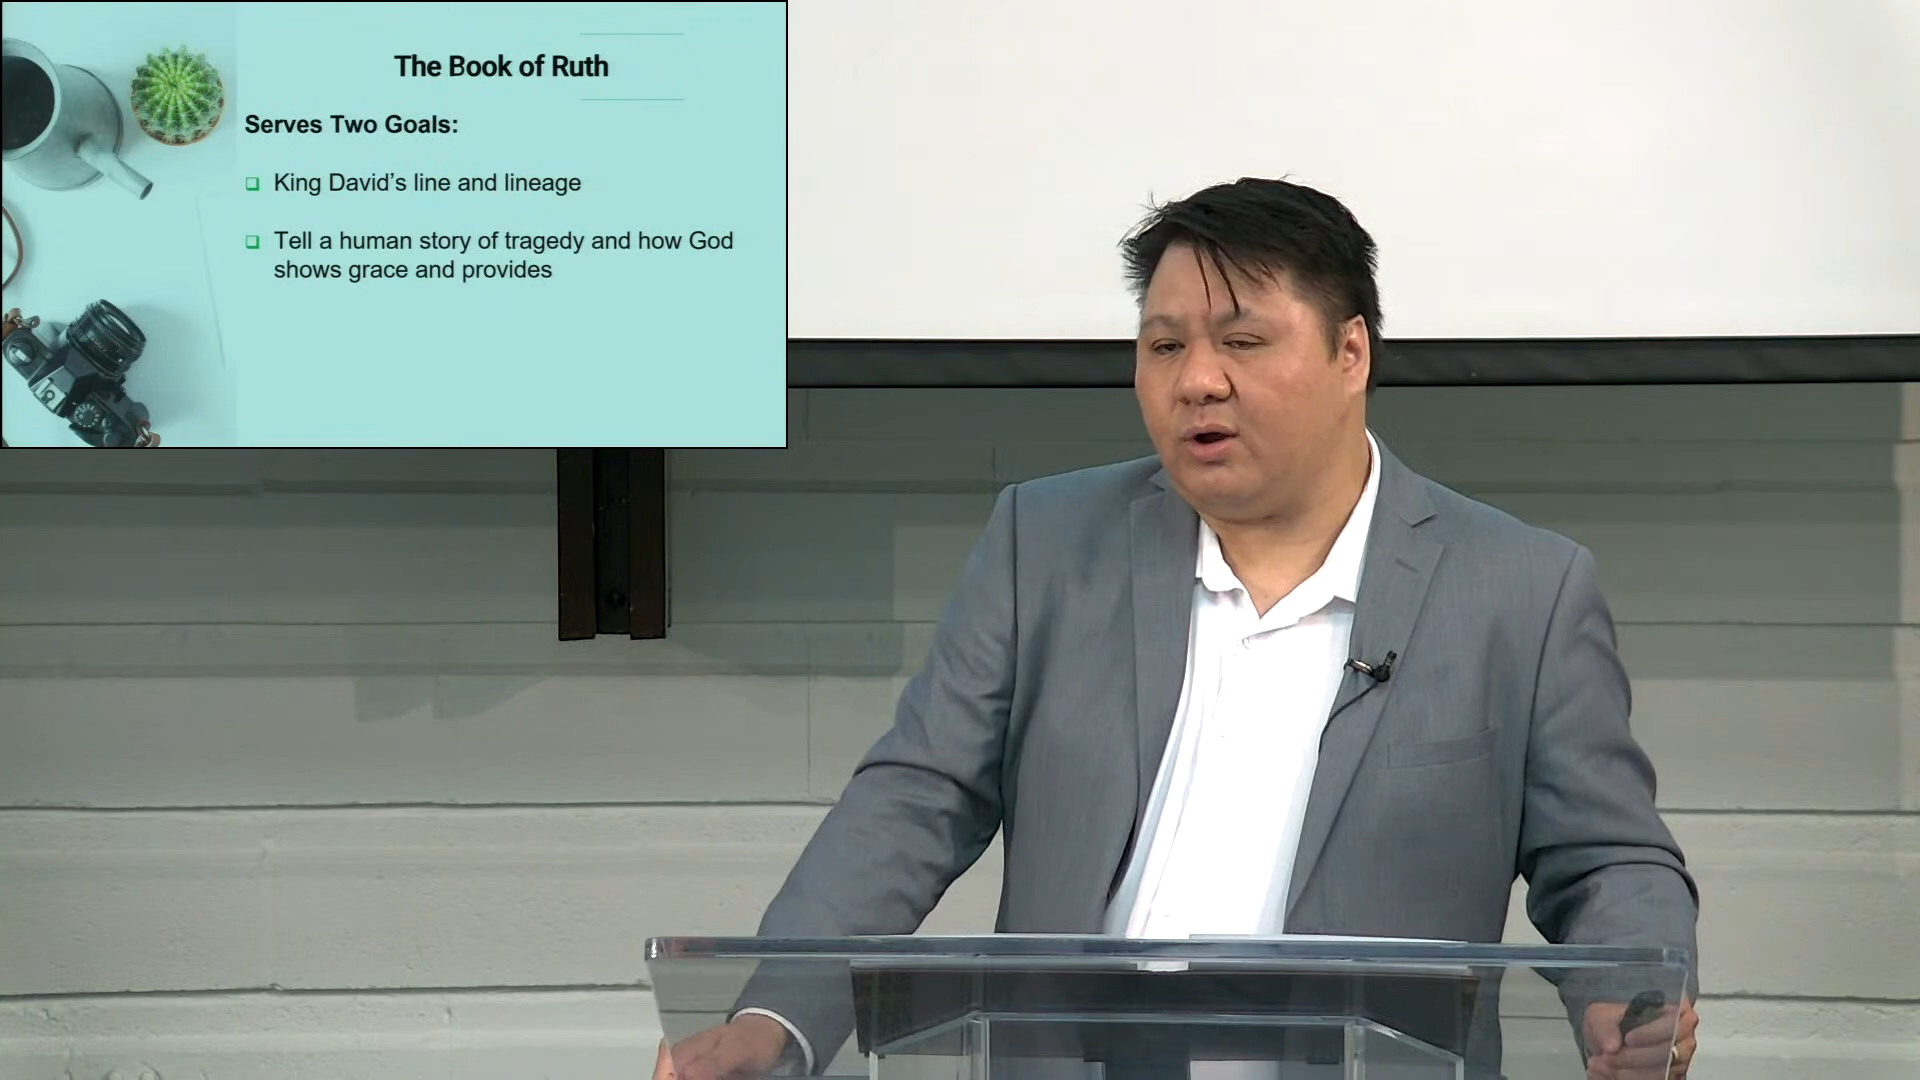 The Book of Ruth
Serves Two Goals:
King David’s line and lineage
Tell a human story of tragedy and how God
shows grace and provides